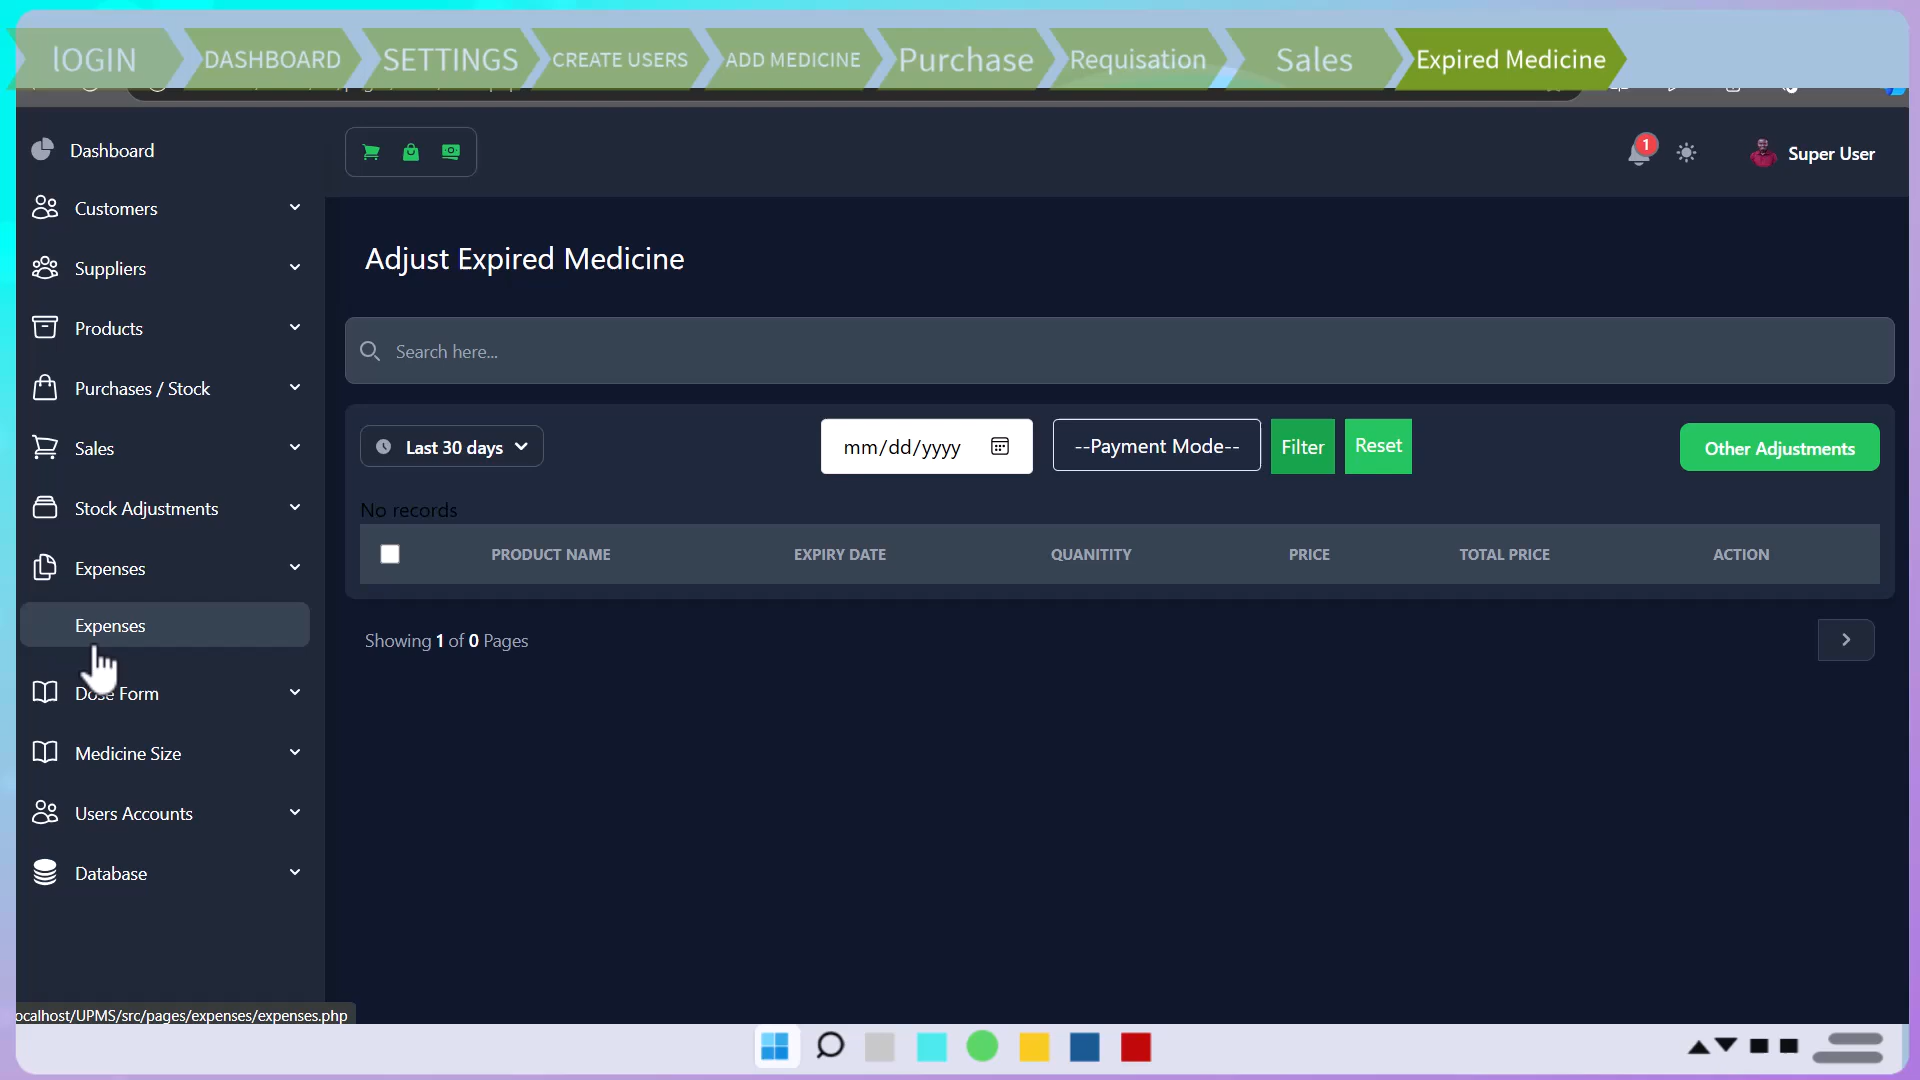 lOGIN
DASHBOARD
SETTINGS
CREATE USERS
ADD MEDICINE
Purchase
Requisation
Sales
Expired Medicine
Dashboard
1
Super User
Customers
Suppliers
Products
Purchases / Stock
Sales
Stock Adjustments
Expenses
Expenses
Dose Form
Medicine Size
Users Accounts
Database
Adjust Expired Medicine
Search here...
Last 30 days
mm/dd/yyyy
--Payment Mode--
Filter
Reset
Other Adjustments
No records
PRODUCT NAME EXPIRY DATE QUANITITY PRICE TOTAL PRICE ACTION
Showing 1 of 0 Pages
ocalhost/UPMS/src/pages/expenses/expenses.php